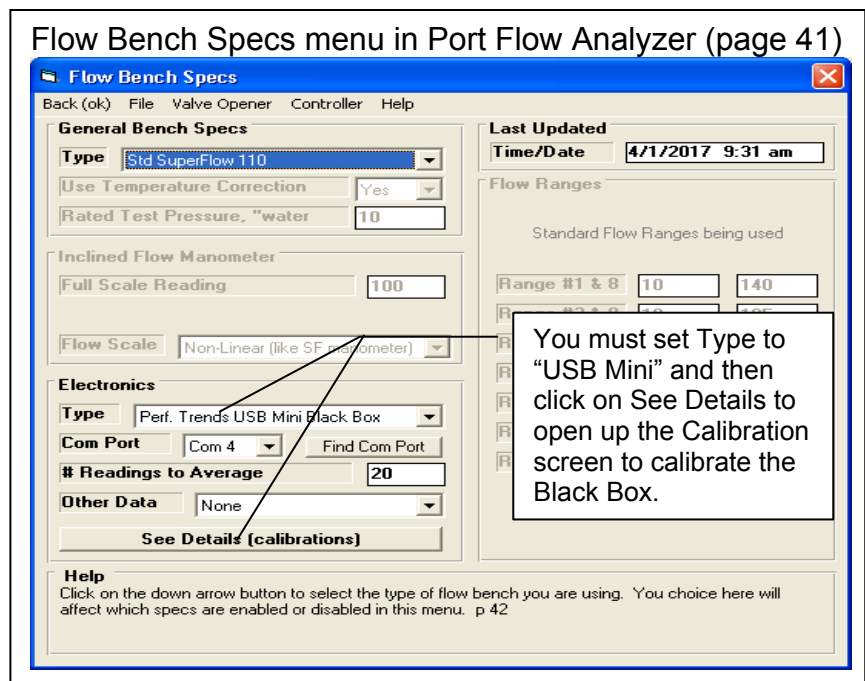 Flow Bench Specs menu in Port Flow Analyzer (page 41)
Flow Bench Specs
Back (ok) File Valve Opener Controller Help
General Bench Specs
Type Std SuperFlow 110
Use Temperature Correction Yes
Rated Test Pressure, "water 10
Inclined Flow Manometer
Full Scale Reading 100
Flow Scale Non-Linear (like SF manometer)
Electronics
Type Perf. Trends USB Mini Black Box
Com Port Com 4 Find Com Port
# Readings to Average 20
Other Data None
See Details (calibrations)
Last Updated
Time/Date 4/1/2017 9:31 am
Flow Ranges
Standard Flow Ranges being used
Range #1 & 8 10 140
You must set Type to
“USB Mini” and then
click on See Details to
open up the Calibration
screen to calibrate the
Black Box.
Help
Click on the down arrow button to select the type of flow bench you are using. You choice here will
affect which specs are enabled or disabled in this menu. p 42